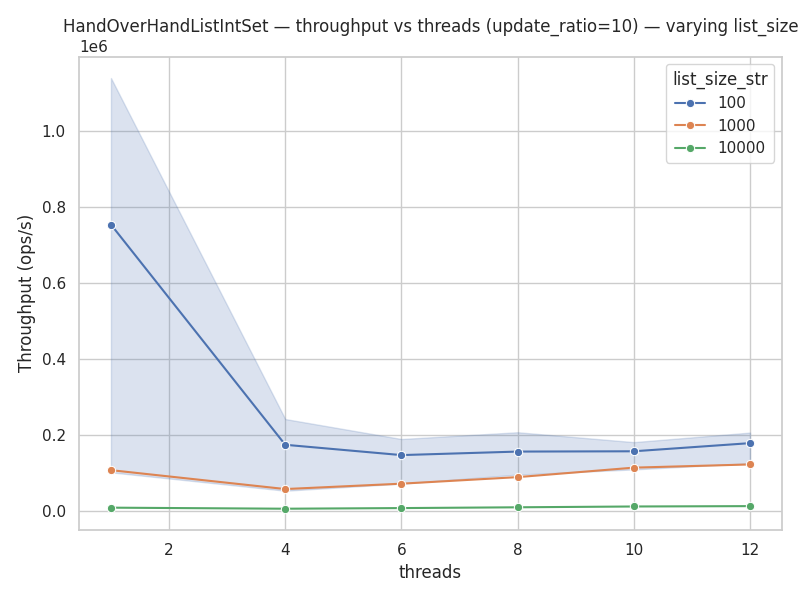 HandOverHandListIntSet — throughput vs threads (update_ratio=10) — varying list_size
1e6
list_size_str
100
1000
10000
1.0
0.8
0.6
0.4
0.2
0.0
Throughput (ops/s)
2 4 6 8 10 12
threads